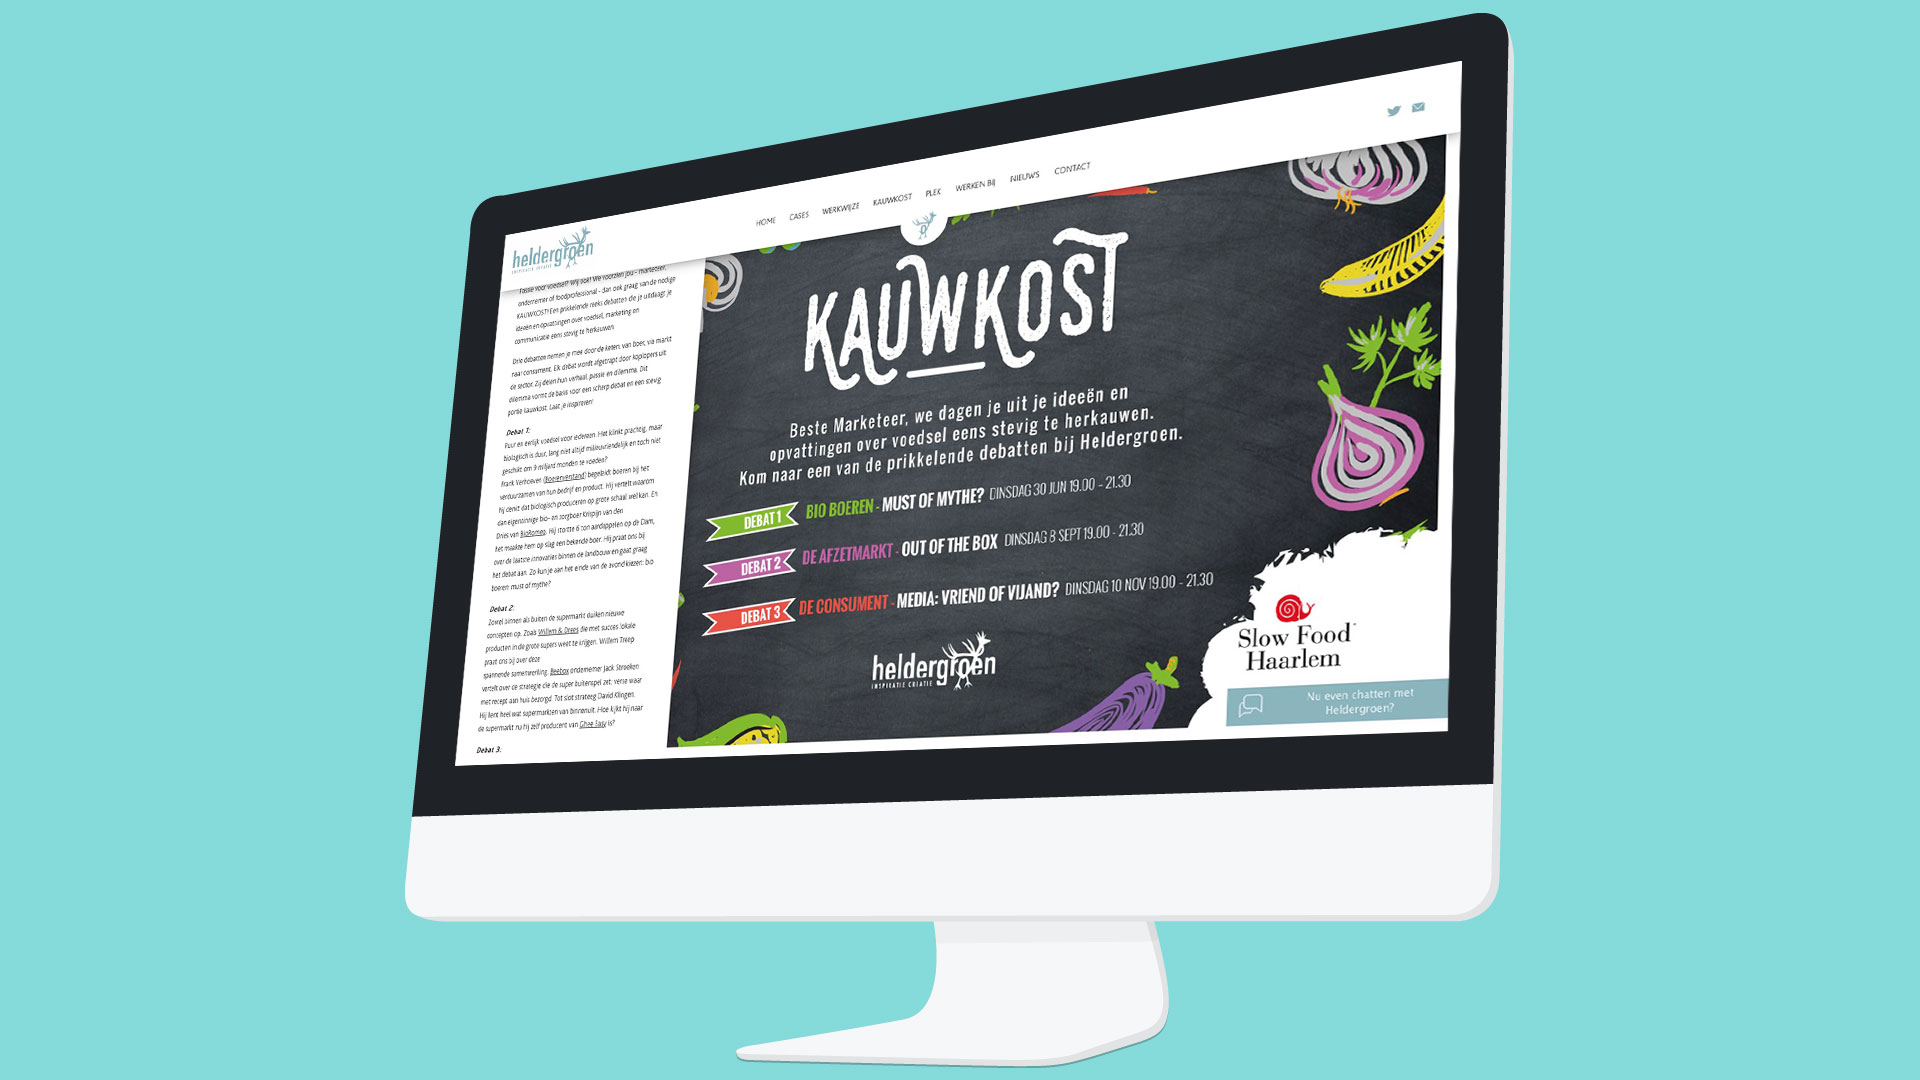 HOME CASES WERKWIJZE KAUWKOST PLEK WERKEN BIJ NIEUWS CONTACT
heldergroen
INSPIRATIE CREATIE
Passie voor voedsel? Wij ook! We voorzien jou - marketeer,
ondernemer of foodprofessional - dan ook graag van de nodige
KAUWKOST! Een prikkelende reeks debatten die je uitdaagt je
ideeën en opvattingen over voedsel, marketing en
communicatie eens stevig te herkauwen.
Drie debatten nemen je mee door de keten: van boer, via markt
naar consument. Elk debat wordt afgetrapt door koplopers uit
de sector. Zij delen hun verhaal, passie en dilemma. Dit
dilemma vormt de basis voor een scherp debat en een stevig
portie kauwkost. Laat je inspireren!
Debat 1:
Puur en eerlijk voedsel voor iedereen. Het klinkt prachtig, maar
biologisch is duur, lang niet altijd milieuvriendelijk en toch niet
geschikt om 9 miljard monden te voeden?
Frank Verhoeven (Boerenverstand) begeleidt boeren bij het
verduurzamen van hun bedrijf en product. Hij vertelt waarom
hij denkt dat biologisch produceren op grote schaal wel kan. En
dan eigenzinnige bio- en zorgboer Krispijn van den
Dries van BioRomeo. Hij stortte 6 ton aardappelen op de Dam,
het maakte hem op slag een bekende boer. Hij praat ons bij
over de laatste innovaties binnen de landbouw en gaat graag
het debat aan. Zo kun je aan het einde van de avond kiezen: bio
boeren: must of mythe?
Debat 2:
Zowel binnen als buiten de supermarkt duiken nieuwe
concepten op. Zoals Willem & Drees die met succes lokale
producten in de grote supers weet te krijgen. Willem Treep
praat ons bij over deze
spannende samenwerking. Beebox ondernemer Jack Stroeken
vertelt over de strategie die de super buitenspel zet: verse waar
met recept aan huis bezorgd. Tot slot strateeg David Klingen.
Hij kent heel wat supermarkten van binnenuit. Hoe kijkt hij naar
de supermarkt nu hij zelf producent van Ghee Easy is?
Debat 3:
KAUWKOST
Beste Marketeer, we dagen je uit je ideeën en
opvattingen over voedsel eens stevig te herkauwen.
Kom naar een van de prikkelende debatten bij Heldergroen.
DEBAT 1 BIO BOEREN - MUST OF MYTHE? DINSDAG 30 JUN 19.00 - 21.30
DEBAT 2 DE AFZETMARKT - OUT OF THE BOX DINSDAG 8 SEPT 19.00 - 21.30
DEBAT 3 DE CONSUMENT - MEDIA: VRIEND OF VIJAND? DINSDAG 10 NOV 19.00 - 21.30
heldergroen
INSPIRATIE CREATIE
Slow Food
Haarlem
Nu even chatten met
Heldergroen?